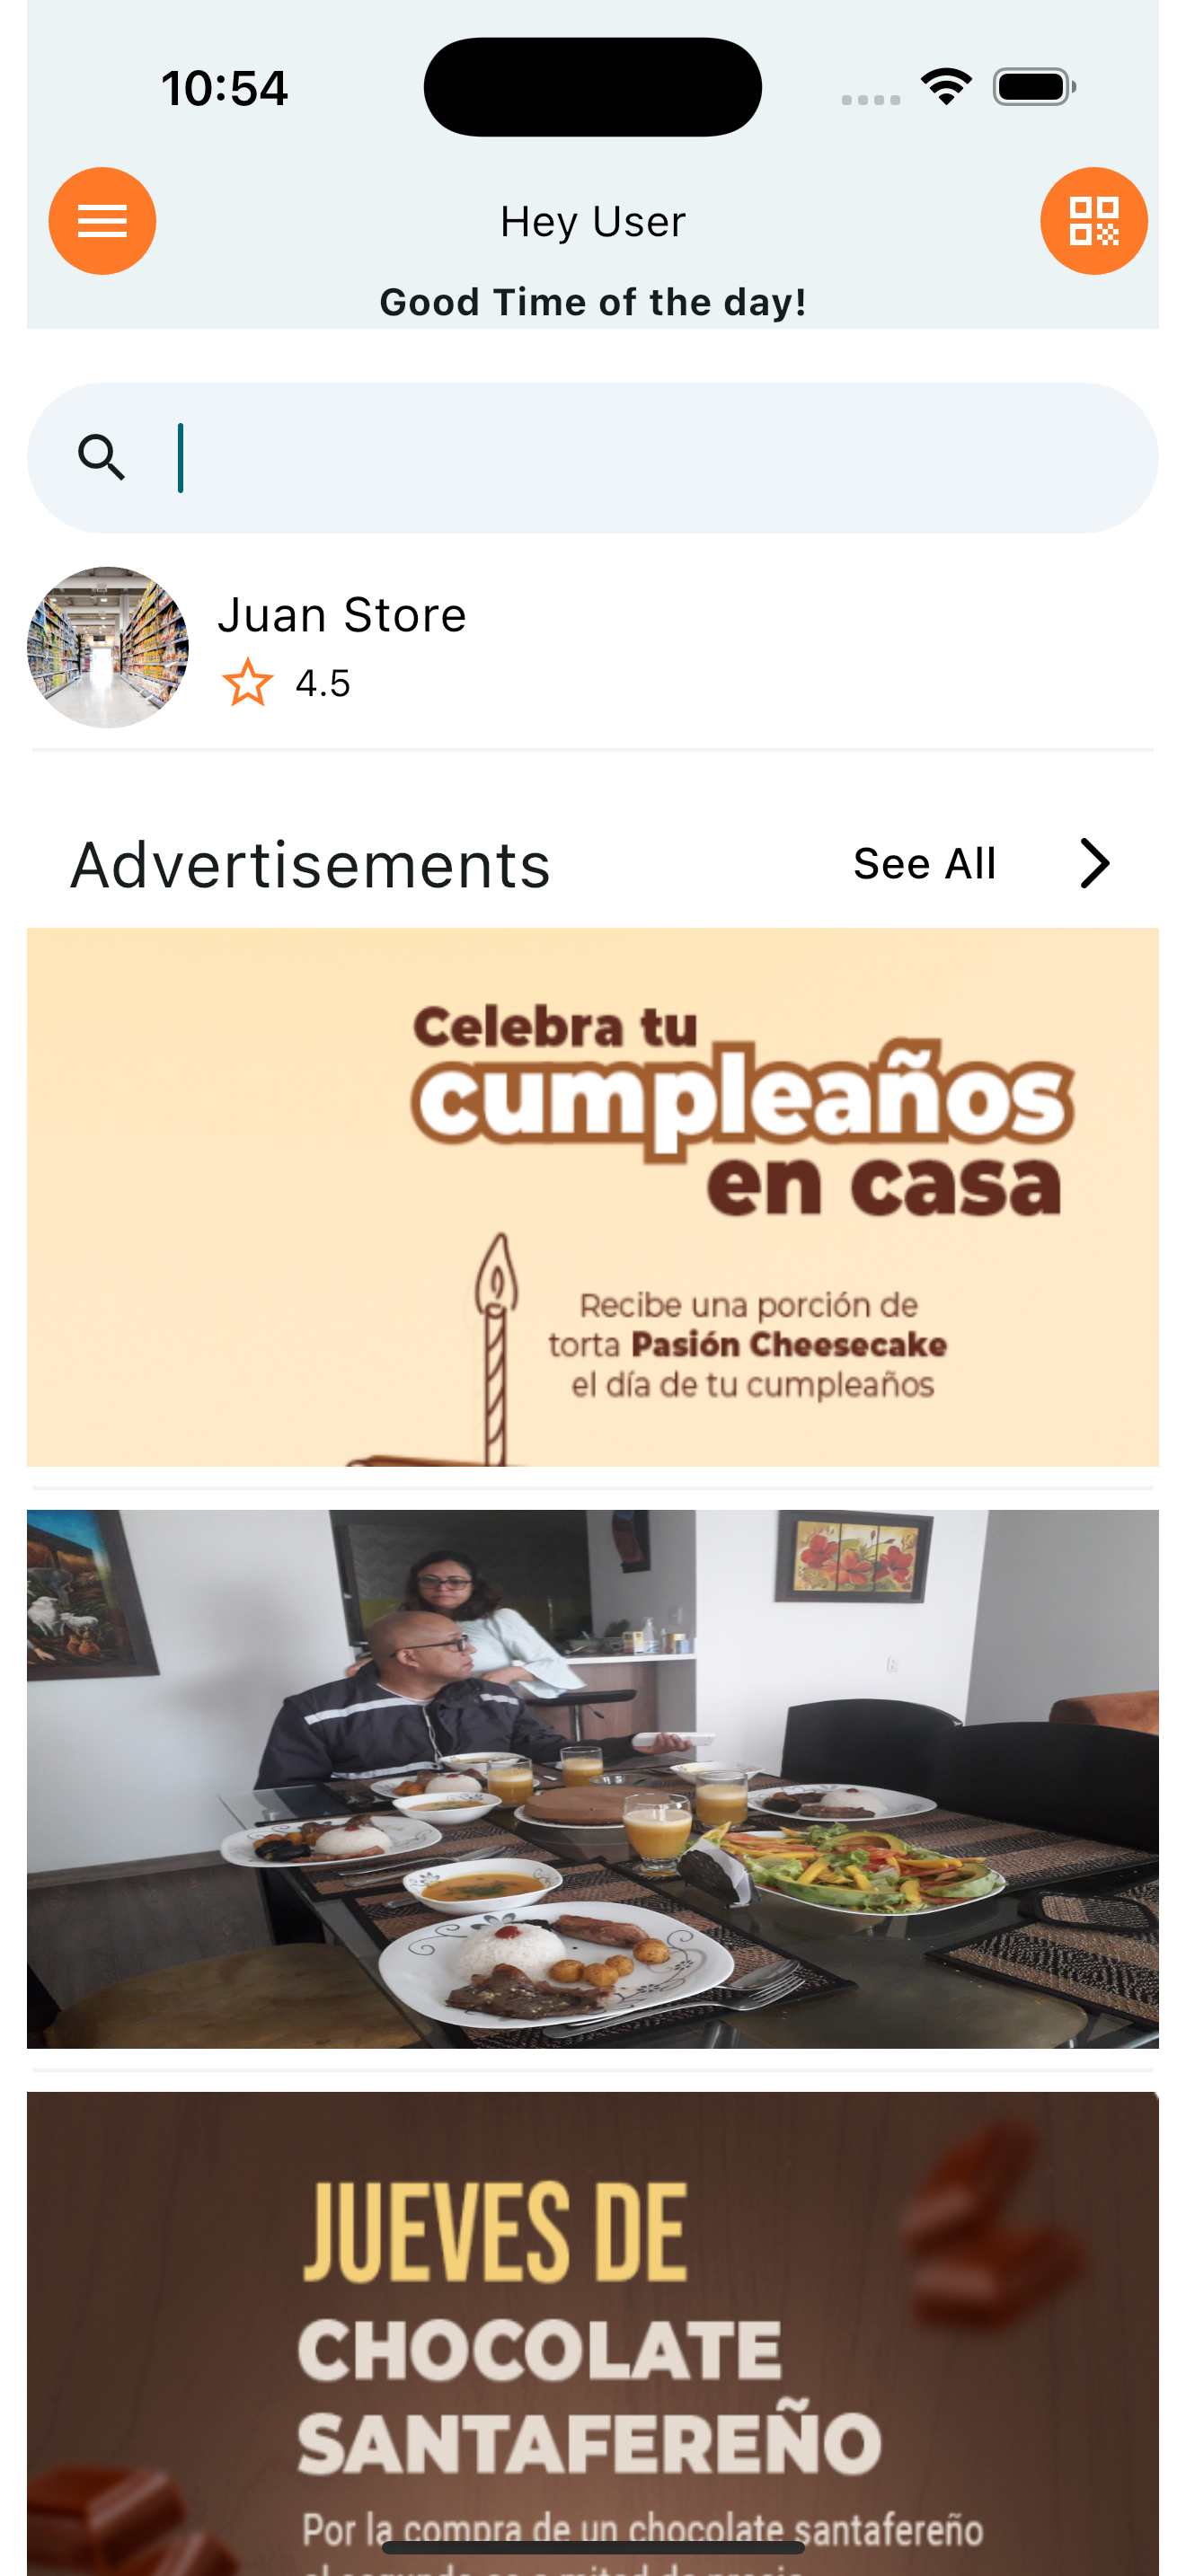 10:54
Hey User
Good Time of the day!
Juan Store
4.5
Advertisements
See All
Celebra tu
cumpleaños
en casa
Recibe una porción de
torta Pasión Cheesecake
el día de tu cumpleaños
JUEVES DE
CHOCOLATE
SANTAFEREÑO
Por la compra de un chocolate santafereño